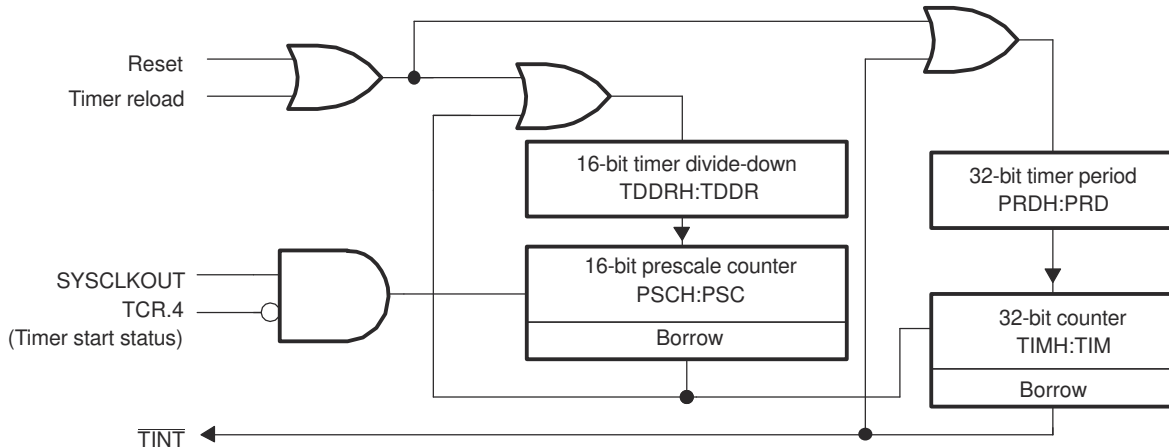 Reset
Timer reload
16-bit timer divide-down
TDDRH:TDDR
32-bit timer period
PRDH:PRD
SYSCLKOUT
TCR.4
(Timer start status)
16-bit prescale counter
PSCH:PSC
Borrow
32-bit counter
TIMH:TIM
Borrow
TINT